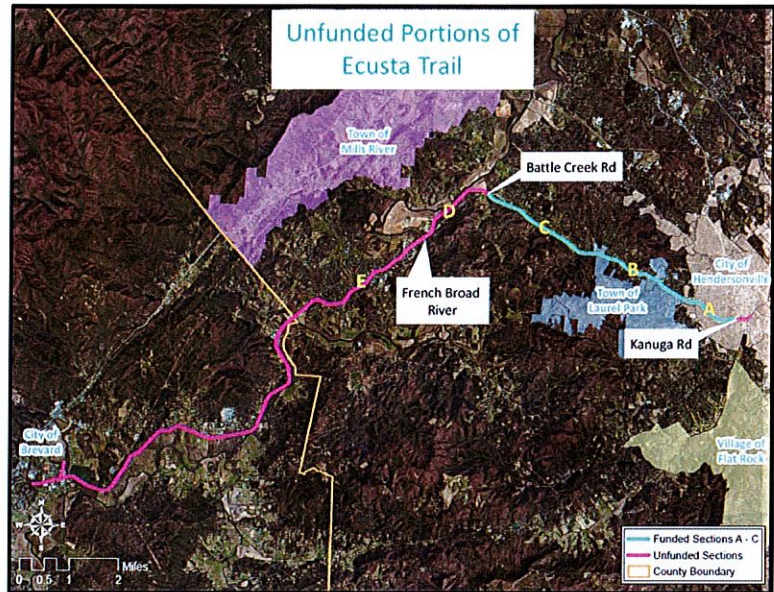 Unfunded Portions of
Ecusta Trail
Town of
Mills River
Battle Creek Rd
D
C
City of
Hendersonville
B
E
French Broad
River
Town of
Laurel Park
A
Kanuga Rd
City of
Brevard
Village of
Flat Rock
N
W
E
S
Miles
0 0.5 1 2
Funded Sections A - C
Unfunded Sections
County Boundary